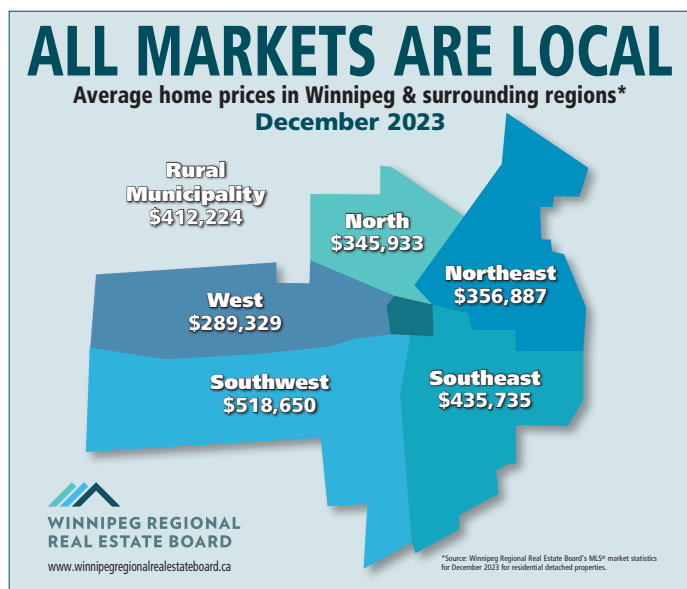 ALL MARKETS ARE LOCAL
Average home prices in Winnipeg & surrounding regions*
December 2023
Rural
Municipality
$412,224
North
$345,933
Northeast
$356,887
West
$289,329
Southwest
$518,650
Southeast
$435,735
WINNIPEG REGIONAL
REAL ESTATE BOARD
www.winnipegregionalrealestateboard.ca
*Source: Winnipeg Regional Real Estate Board's MLS® market statistics
for December 2023 for residential detached properties.